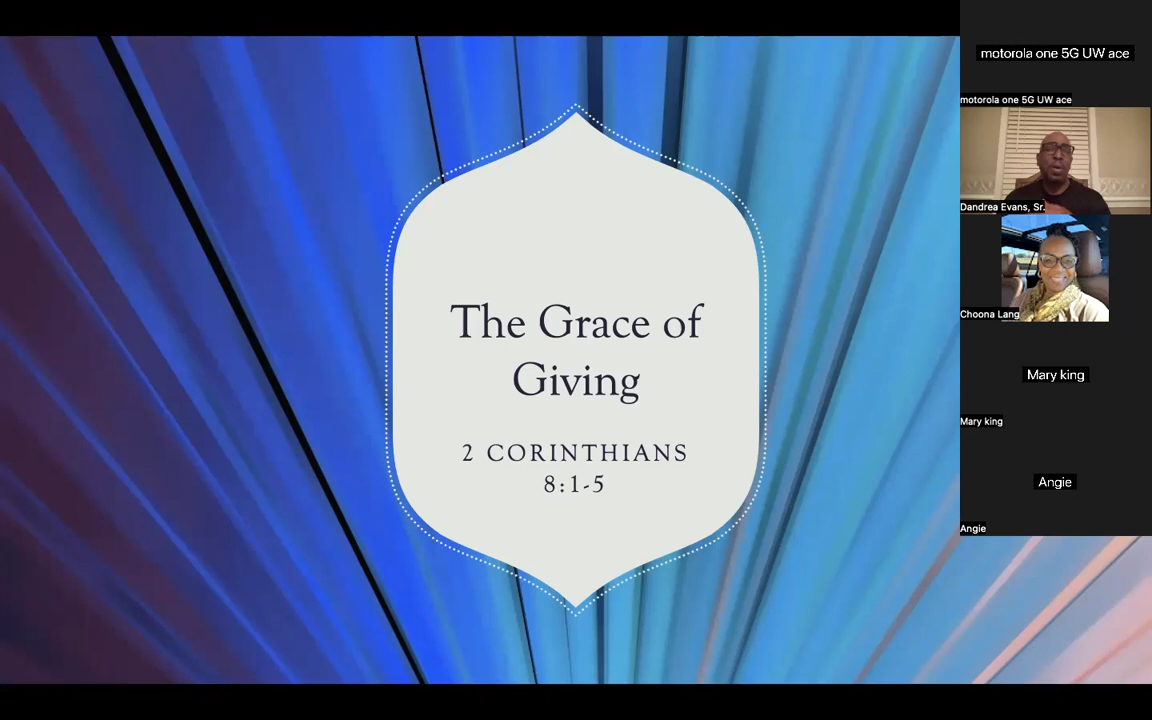 The Grace of
Giving
2 CORINTHIANS
8:1-5
motorola one 5G UW ace
motorola one 5G UW ace
Dandrea Evans, Sr.
Choona Lang
Mary king
Mary king
Angie
Angie